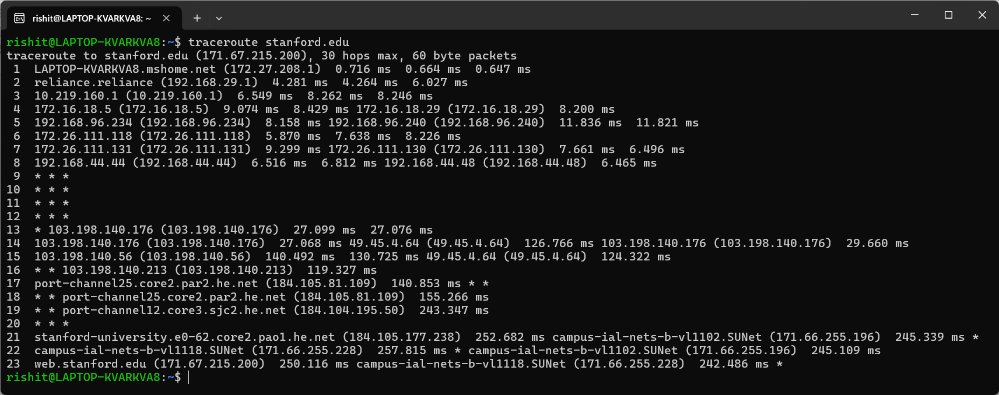 rishit@LAPTOP-KVARKVA8: ~
rishit@LAPTOP-KVARKVA8:~$ traceroute stanford.edu
traceroute to stanford.edu (171.67.215.200), 30 hops max, 60 byte packets
 1  LAPTOP-KVARKVA8.mshome.net (172.27.208.1)  0.716 ms  0.664 ms  0.647 ms
 2  reliance.reliance (192.168.29.1)  4.281 ms  4.264 ms  6.027 ms
 3  10.219.160.1 (10.219.160.1)  6.549 ms  8.262 ms  8.246 ms
 4  172.16.18.5 (172.16.18.5)  9.074 ms  8.429 ms 172.16.18.29 (172.16.18.29)  8.200 ms
 5  192.168.96.234 (192.168.96.234)  8.158 ms 192.168.96.240 (192.168.96.240)  11.836 ms  11.821 ms
 6  172.26.111.118 (172.26.111.118)  5.870 ms  7.638 ms  8.226 ms
 7  172.26.111.131 (172.26.111.131)  9.299 ms 172.26.111.130 (172.26.111.130)  7.661 ms  6.496 ms
 8  192.168.44.44 (192.168.44.44)  6.516 ms  6.812 ms 192.168.44.48 (192.168.44.48)  6.465 ms
 9  * * *
10  * * *
11  * * *
12  * * *
13  * 103.198.140.176 (103.198.140.176)  27.099 ms  27.076 ms
14  103.198.140.176 (103.198.140.176)  27.068 ms 49.45.4.64 (49.45.4.64)  126.766 ms 103.198.140.176 (103.198.140.176)  29.660 ms
15  103.198.140.56 (103.198.140.56)  140.492 ms  130.725 ms 49.45.4.64 (49.45.4.64)  124.322 ms
16  * * 103.198.140.213 (103.198.140.213)  119.327 ms
17  port-channel25.core2.par2.he.net (184.105.81.109)  140.853 ms * *
18  * * port-channel25.core2.par2.he.net (184.105.81.109)  155.266 ms
19  * * port-channel12.core3.sjc2.he.net (184.104.195.50)  243.347 ms
20  * * *
21  stanford-university.e0-62.core2.pao1.he.net (184.105.177.238)  252.682 ms campus-ial-nets-b-vl1102.SUNet (171.66.255.196)  245.339 ms *
22  campus-ial-nets-b-vl1118.SUNet (171.66.255.228)  257.815 ms * campus-ial-nets-b-vl1102.SUNet (171.66.255.196)  245.109 ms
23  web.stanford.edu (171.67.215.200)  250.116 ms campus-ial-nets-b-vl1118.SUNet (171.66.255.228)  242.486 ms *
rishit@LAPTOP-KVARKVA8:~$